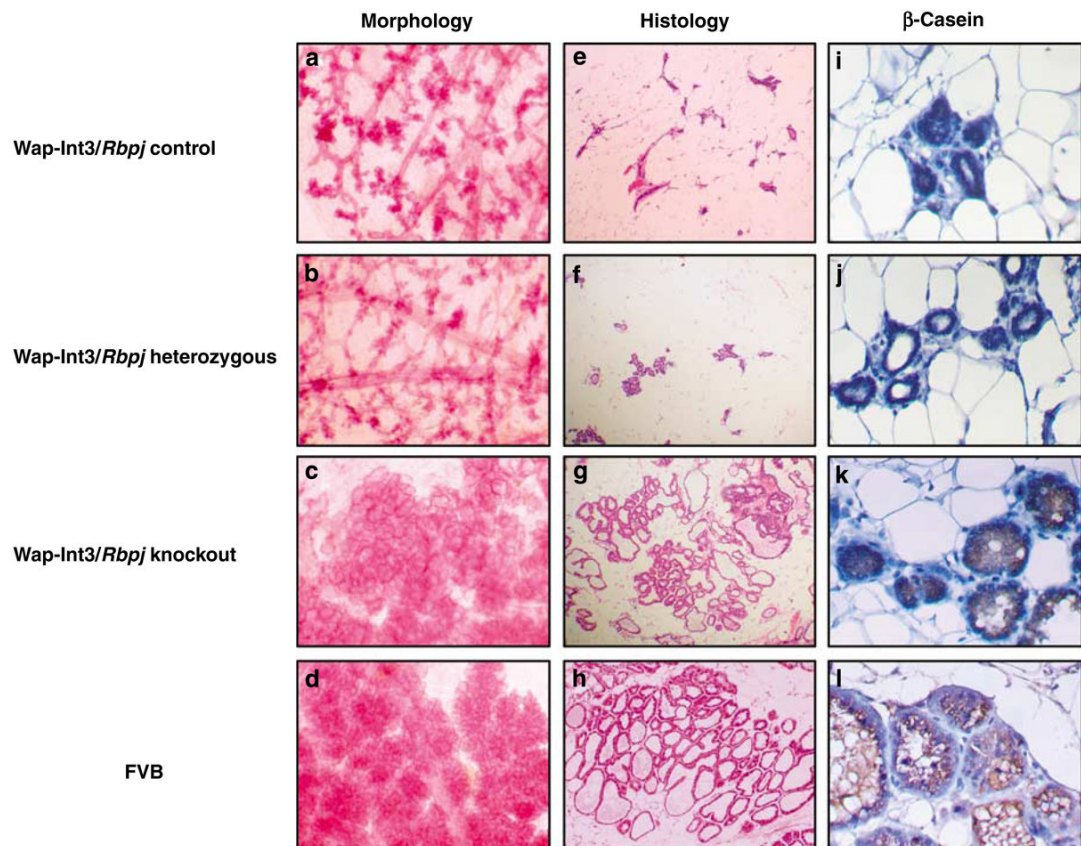 Morphology Histology β-Casein
a e i
Wap-Int3/Rbpj control
b f j
Wap-Int3/Rbpj heterozygous
c g k
Wap-Int3/Rbpj knockout
d h l
FVB